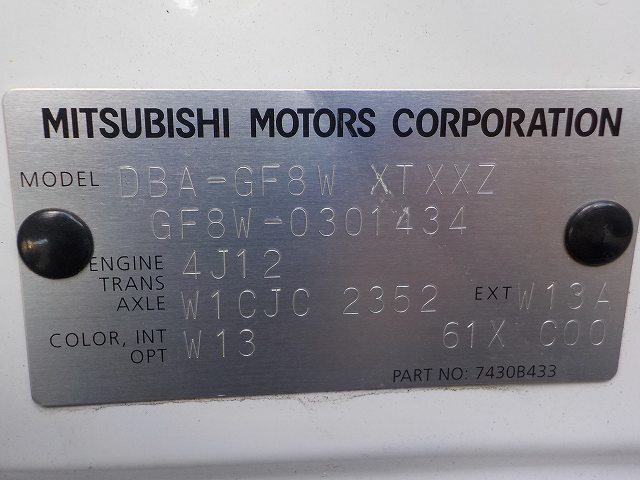 MITSUBISHI MOTORS CORPORATION
MODEL DBA-GF8W XTXXZ
GF8W-0301434
ENGINE 4J12
TRANS AXLE W1CJC 2352 EXT W13A
COLOR, INT OPT W13 61X C00
PART NO: 7430B433